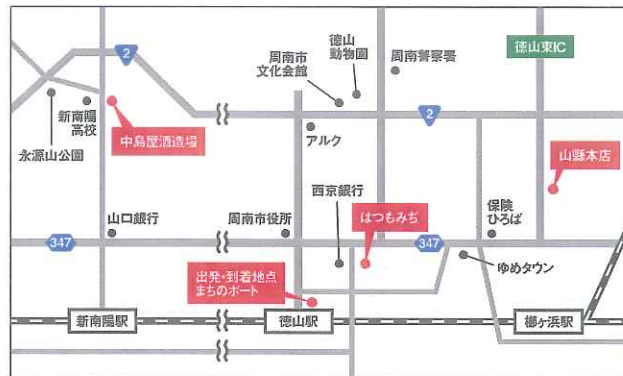 2
周南市
文化会館
徳山
動物園
周南警察署
徳山東IC
永源山公園
新南陽
高校
中島屋酒造場
アルク
2
山縣本店
山口銀行
周南市役所
西京銀行
はつもみぢ
保険
ひろば
347
347
ゆめタウン
出発・到着地点
まちのポート
新南陽駅
徳山駅
櫛ヶ浜駅